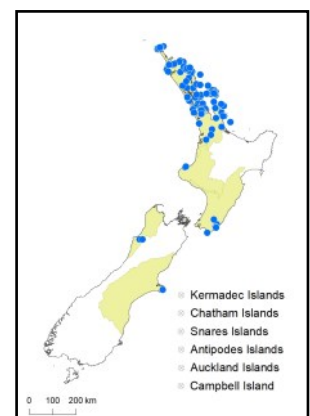 Kermadec Islands
Chatham Islands
Snares Islands
Antipodes Islands
Auckland Islands
Campbell Island
0 100 200 km